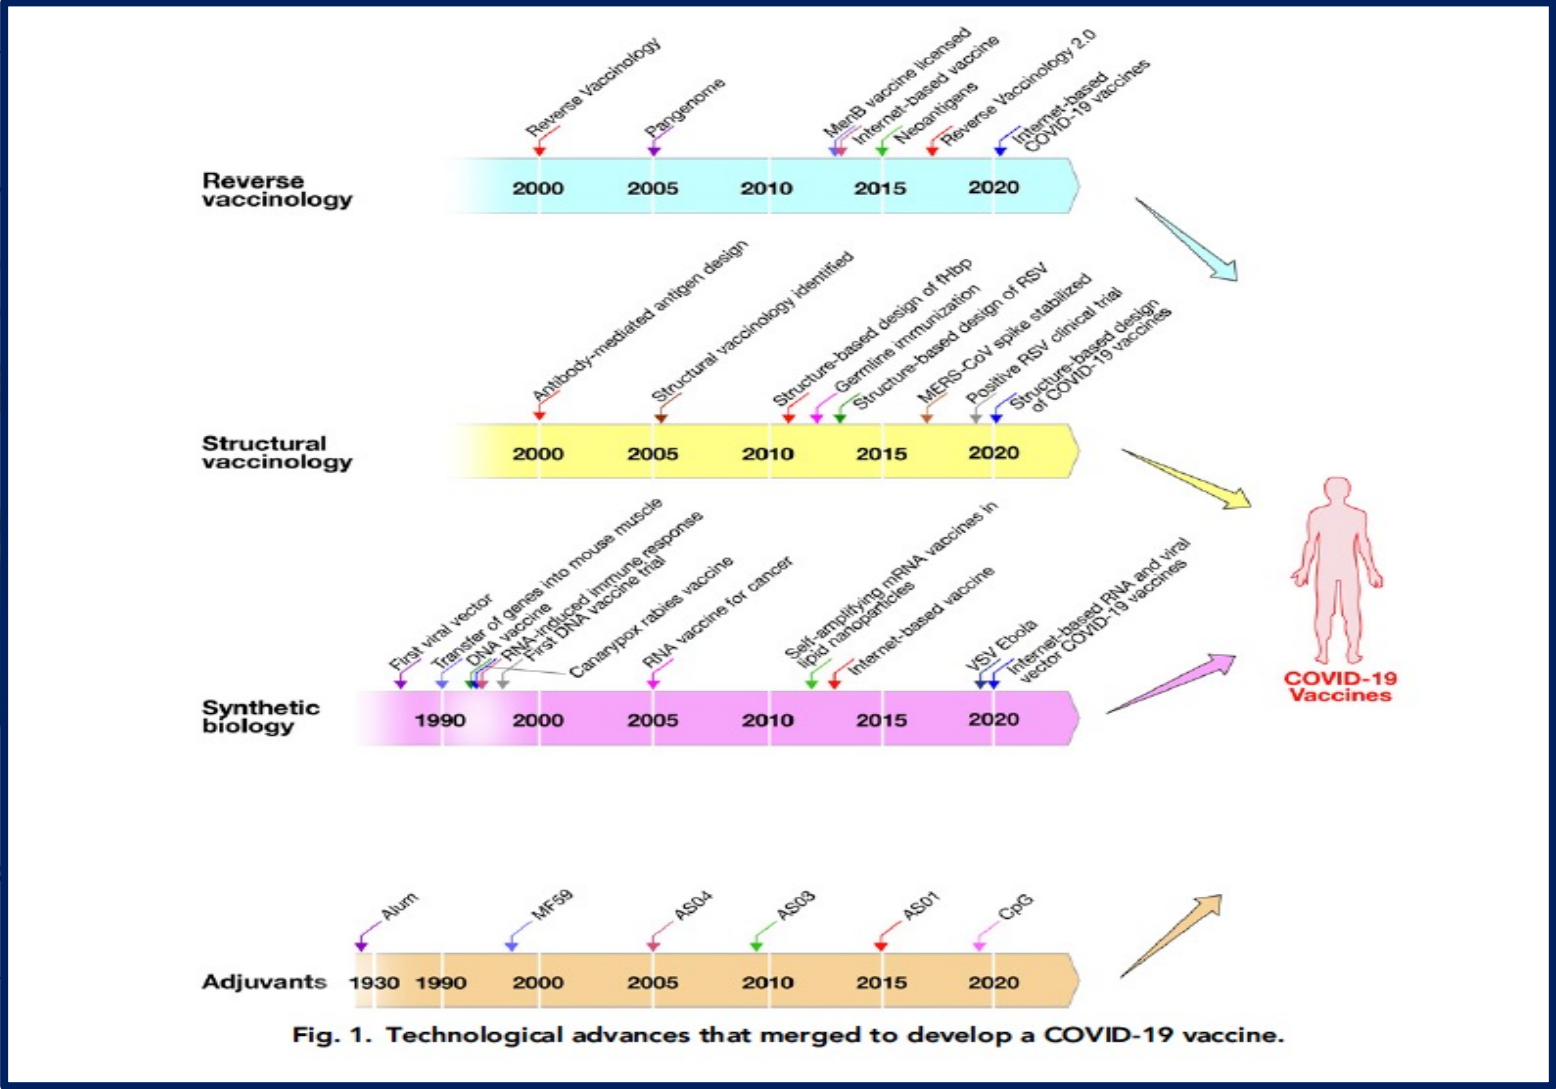 Reverse Vaccinology
Pangenome
MenB vaccine licensed
Internet-based vaccine
Neoantigens
Reverse Vaccinology 2.0
Internet-based
COVID-19 vaccines
Reverse
vaccinology
2000 2005 2010 2015 2020
Antibody-mediated antigen design
Structural vaccinology identified
Structure-based design of fHbp
Germline immunization
Structure-based design of RSV
MERS-CoV spike stabilized
Positive RSV clinical trial
Structure-based design
of COVID-19 vaccines
Structural
vaccinology
2000 2005 2010 2015 2020
First viral vector
Transfer of genes into mouse muscle
DNA vaccine
RNA-induced immune response
First DNA vaccine trial
Canarypox rabies vaccine
RNA vaccine for cancer
Self-amplifying mRNA vaccines in
lipid nanoparticles
Internet-based vaccine
VSV Ebola
Internet-based RNA and viral
vector COVID-19 vaccines
Synthetic
biology
1990 2000 2005 2010 2015 2020
COVID-19
Vaccines
Alum
MF59
AS04
AS03
AS01
CpG
Adjuvants
1930 1990 2000 2005 2010 2015 2020
Fig. 1. Technological advances that merged to develop a COVID-19 vaccine.